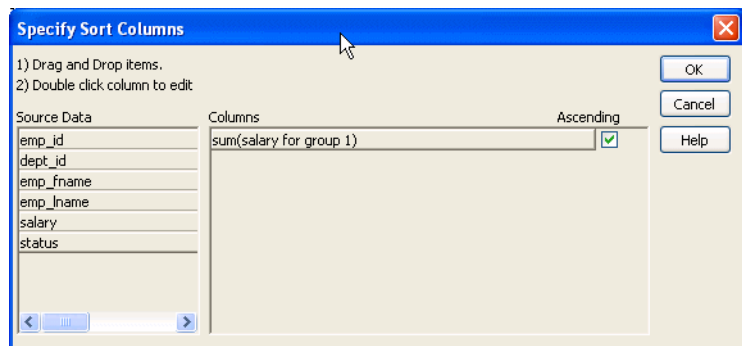 Specify Sort Columns
1) Drag and Drop items.
2) Double click column to edit
OK
Cancel
Help
Source Data
Columns
Ascending
emp_id
sum(salary for group 1)
dept_id
emp_fname
emp_lname
salary
status